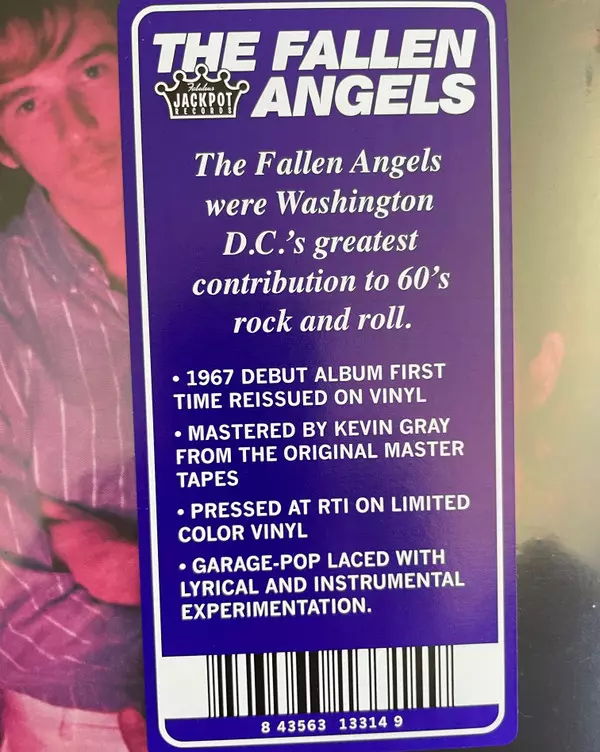 THE FALLEN
ANGELS
Fabulous
JACKPOT
RECORDS
The Fallen Angels
were Washington
D.C.'s greatest
contribution to 60's
rock and roll.
• 1967 DEBUT ALBUM FIRST
TIME REISSUED ON VINYL
• MASTERED BY KEVIN GRAY
FROM THE ORIGINAL MASTER
TAPES
• PRESSED AT RTI ON LIMITED
COLOR VINYL
• GARAGE-POP LACED WITH
LYRICAL AND INSTRUMENTAL
EXPERIMENTATION.
8 43563 13314 9